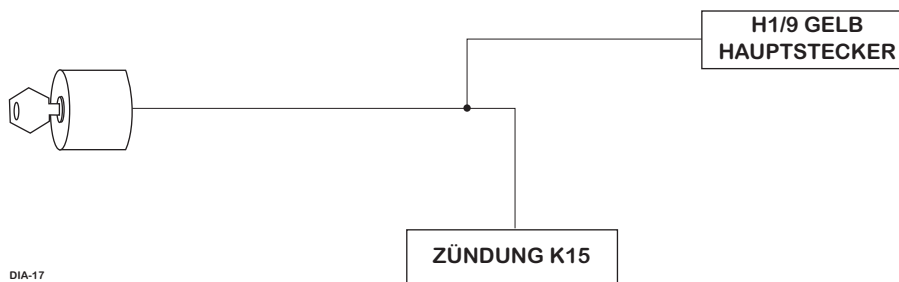 H1/9 GELB
HAUPTSTECKER
ZÜNDUNG K15
DIA-17